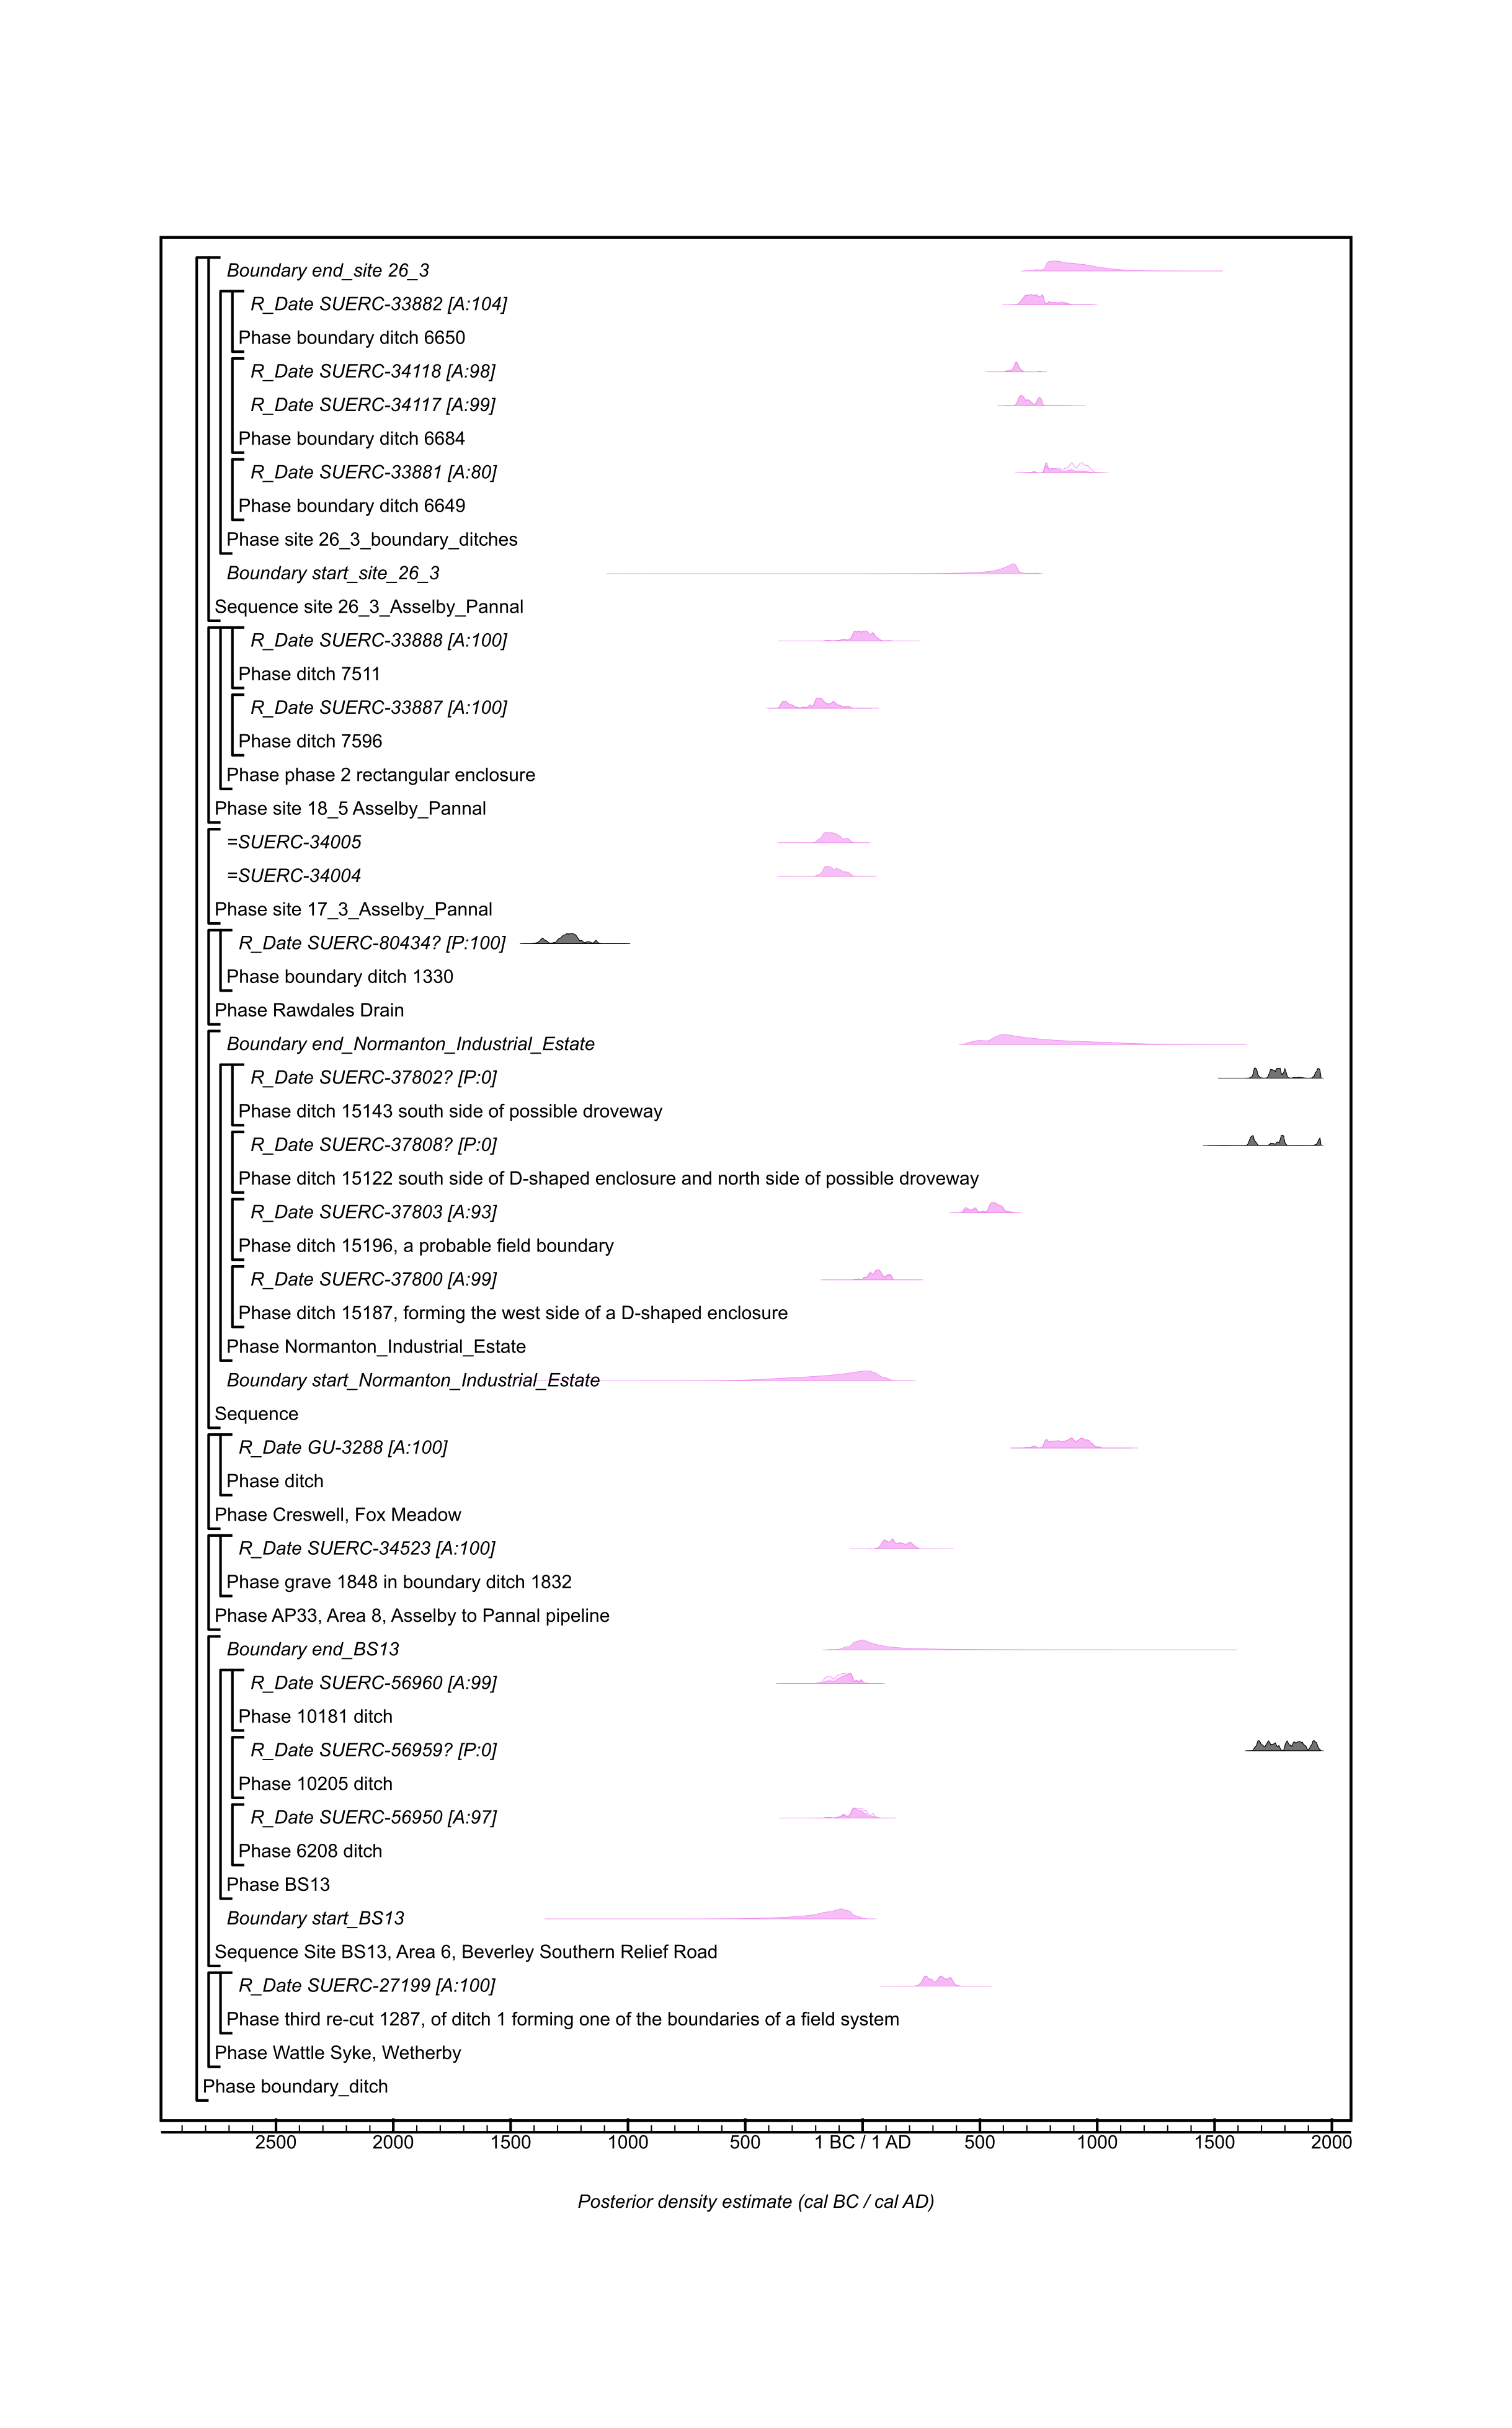 Boundary end_site 26_3
R_Date SUERC-33882 [A:104]
Phase boundary ditch 6650
R_Date SUERC-34118 [A:98]
R_Date SUERC-34117 [A:99]
Phase boundary ditch 6684
R_Date SUERC-33881 [A:80]
Phase boundary ditch 6649
Phase site 26_3_boundary_ditches
Boundary start_site_26_3
Sequence site 26_3_Asselby_Pannal
R_Date SUERC-33888 [A:100]
Phase ditch 7511
R_Date SUERC-33887 [A:100]
Phase ditch 7596
Phase phase 2 rectangular enclosure
Phase site 18_5 Asselby_Pannal
=SUERC-34005
=SUERC-34004
Phase site 17_3_Asselby_Pannal
R_Date SUERC-80434? [P:100]
Phase boundary ditch 1330
Phase Rawdales Drain
Boundary end_Normanton_Industrial_Estate
R_Date SUERC-37802? [P:0]
Phase ditch 15143 south side of possible droveway
R_Date SUERC-37808? [P:0]
Phase ditch 15122 south side of D-shaped enclosure and north side of possible droveway
R_Date SUERC-37803 [A:93]
Phase ditch 15196, a probable field boundary
R_Date SUERC-37800 [A:99]
Phase ditch 15187, forming the west side of a D-shaped enclosure
Phase Normanton_Industrial_Estate
Boundary start_Normanton_Industrial_Estate
Sequence
R_Date GU-3288 [A:100]
Phase ditch
Phase Creswell, Fox Meadow
R_Date SUERC-34523 [A:100]
Phase grave 1848 in boundary ditch 1832
Phase AP33, Area 8, Asselby to Pannal pipeline
Boundary end_BS13
R_Date SUERC-56960 [A:99]
Phase 10181 ditch
R_Date SUERC-56959? [P:0]
Phase 10205 ditch
R_Date SUERC-56950 [A:97]
Phase 6208 ditch
Phase BS13
Boundary start_BS13
Sequence Site BS13, Area 6, Beverley Southern Relief Road
R_Date SUERC-27199 [A:100]
Phase third re-cut 1287, of ditch 1 forming one of the boundaries of a field system
Phase Wattle Syke, Wetherby
Phase boundary_ditch
2500 2000 1500 1000 500 1 BC / 1 AD 500 1000 1500 2000
Posterior density estimate (cal BC / cal AD)